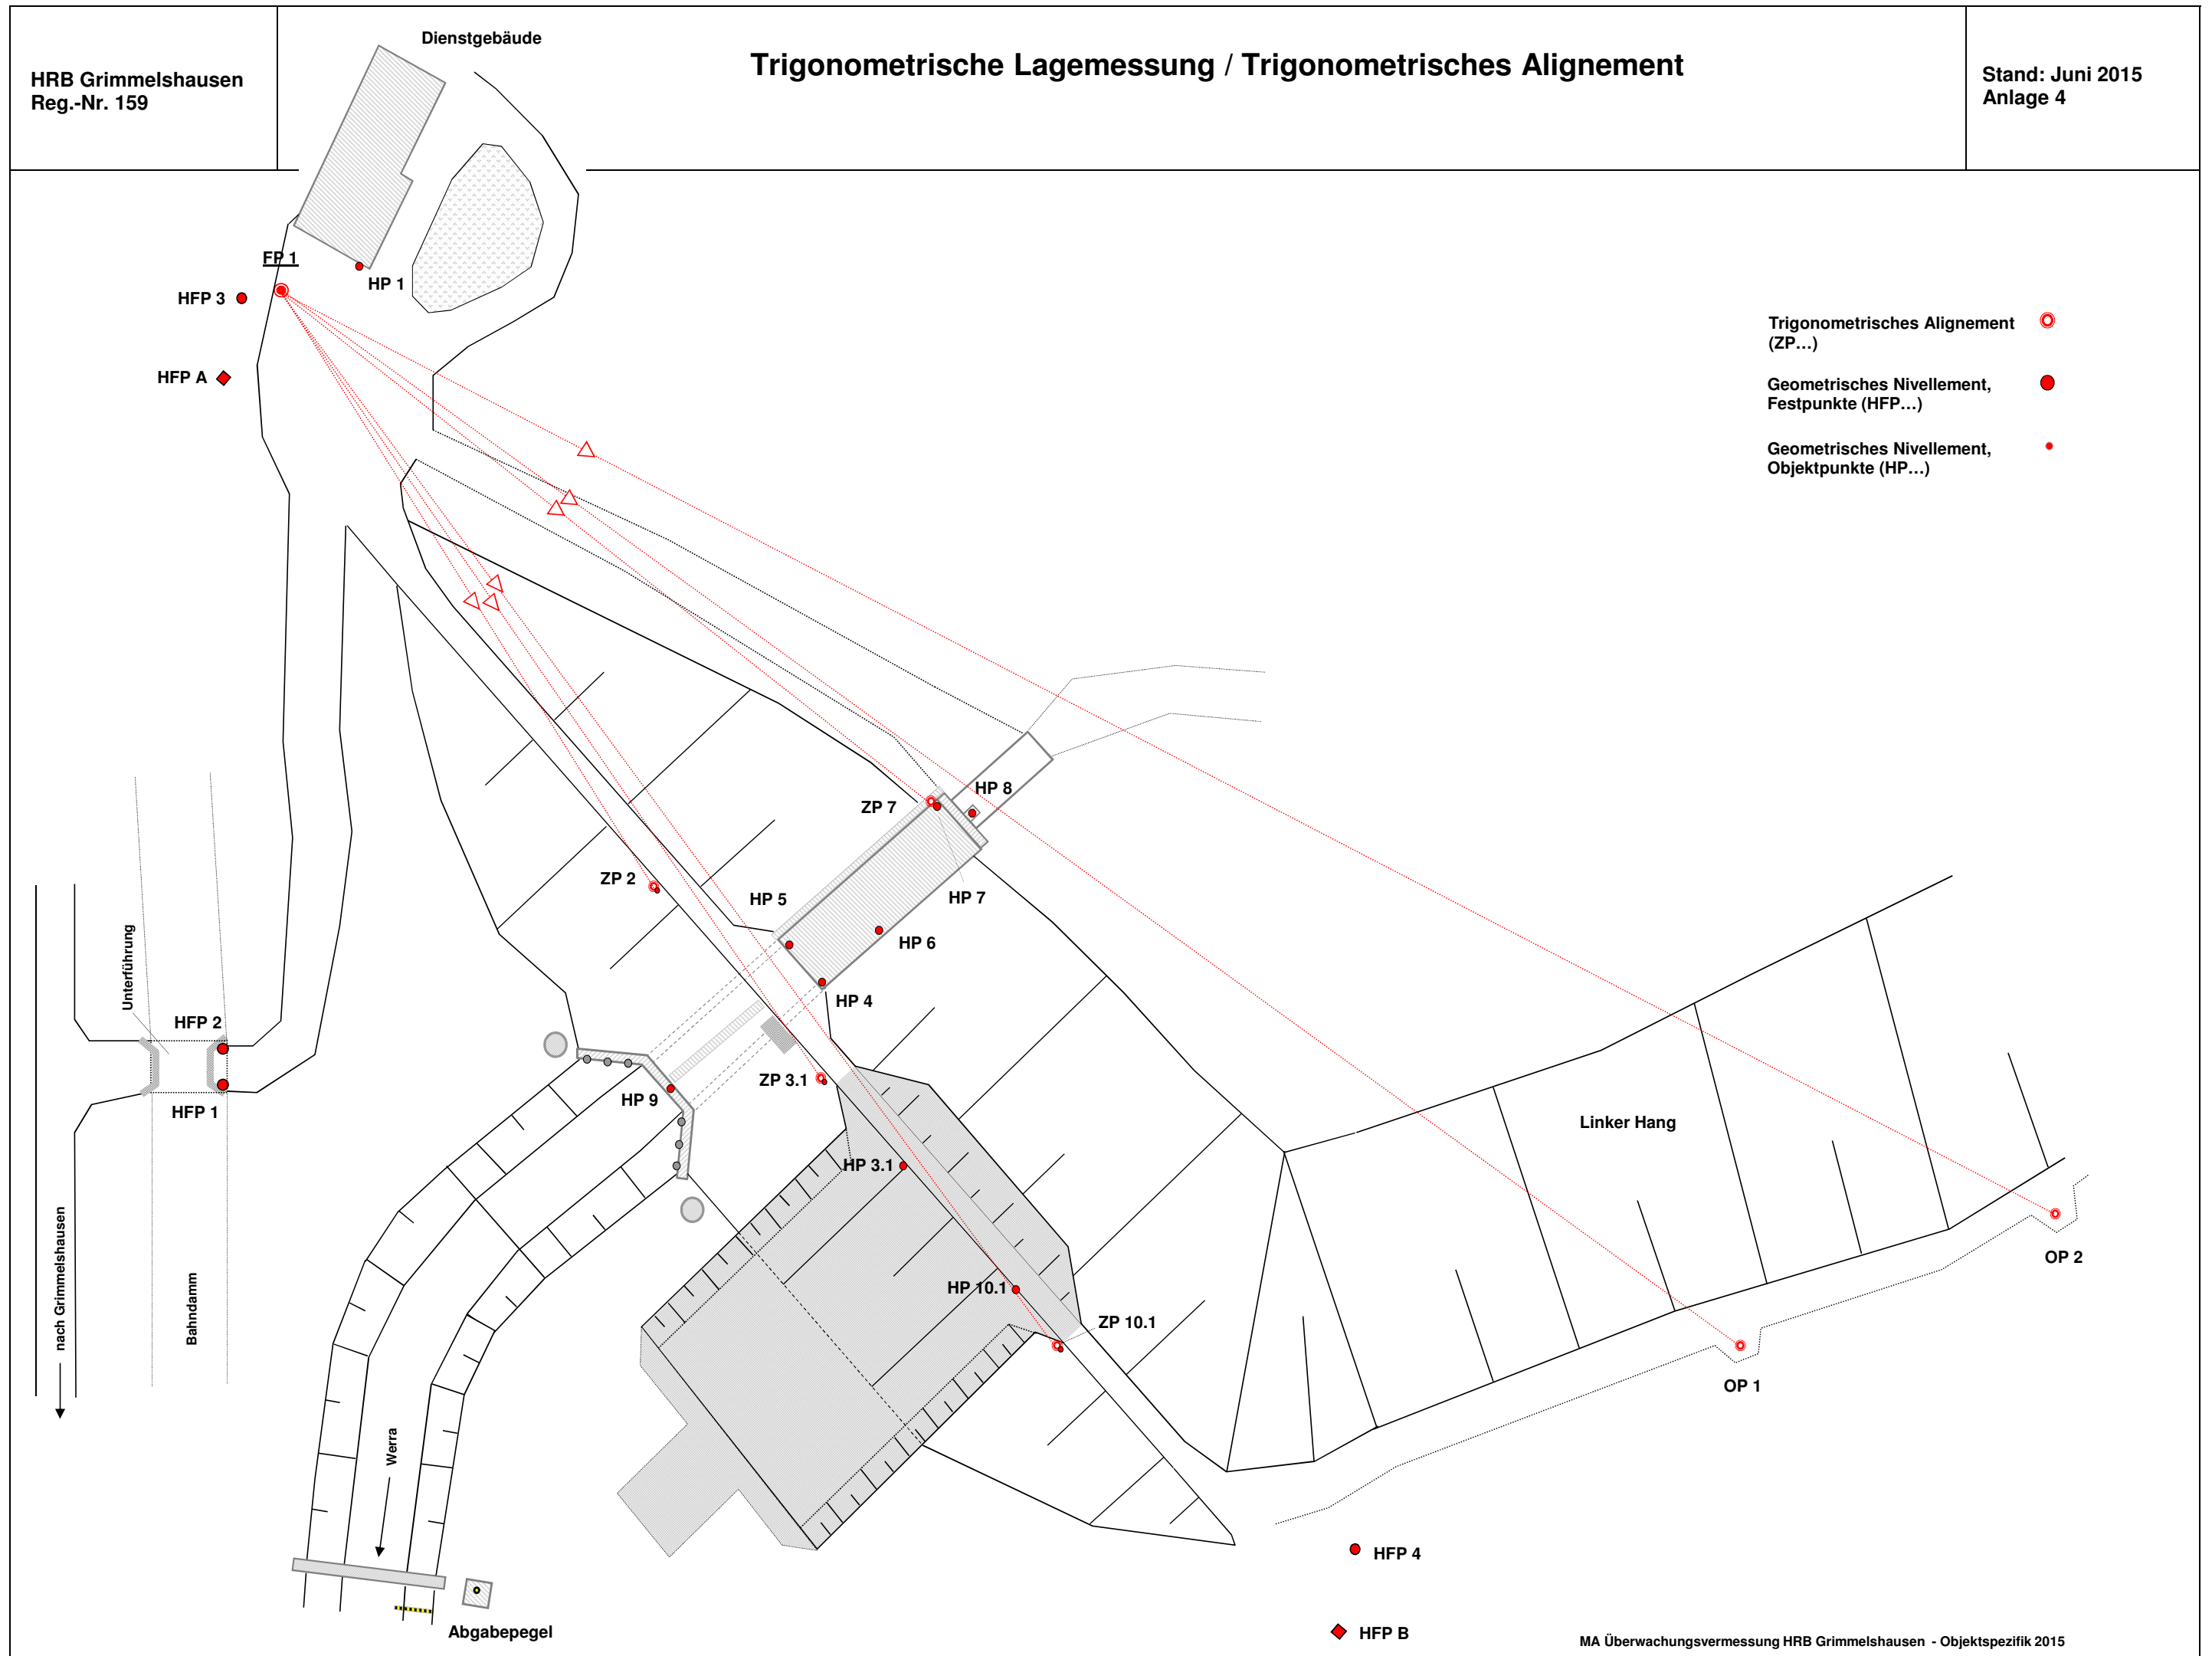 Dienstgebäude
HRB Grimmelshausen
Reg.-Nr. 159
Trigonometrische Lagemessung / Trigonometrisches Alignement
Stand: Juni 2015
Anlage 4
FP 1
HP 1
HFP 3
HFP A
Trigonometrisches Alignement
(ZP...)
Geometrisches Nivellement,
Festpunkte (HFP...)
Geometrisches Nivellement,
Objektpunkte (HP...)
HP 8
ZP 7
ZP 2
HP 5
HP 7
HP 6
HP 4
Unterführung
HFP 2
ZP 3.1
HP 9
HFP 1
Linker Hang
HP 3.1
nach Grimmelshausen
Bahndamm
OP 2
HP 10.1
ZP 10.1
OP 1
Werra
HFP 4
Abgabepegel
HFP B
MA Überwachungsvermessung HRB Grimmelshausen - Objektspezifik 2015